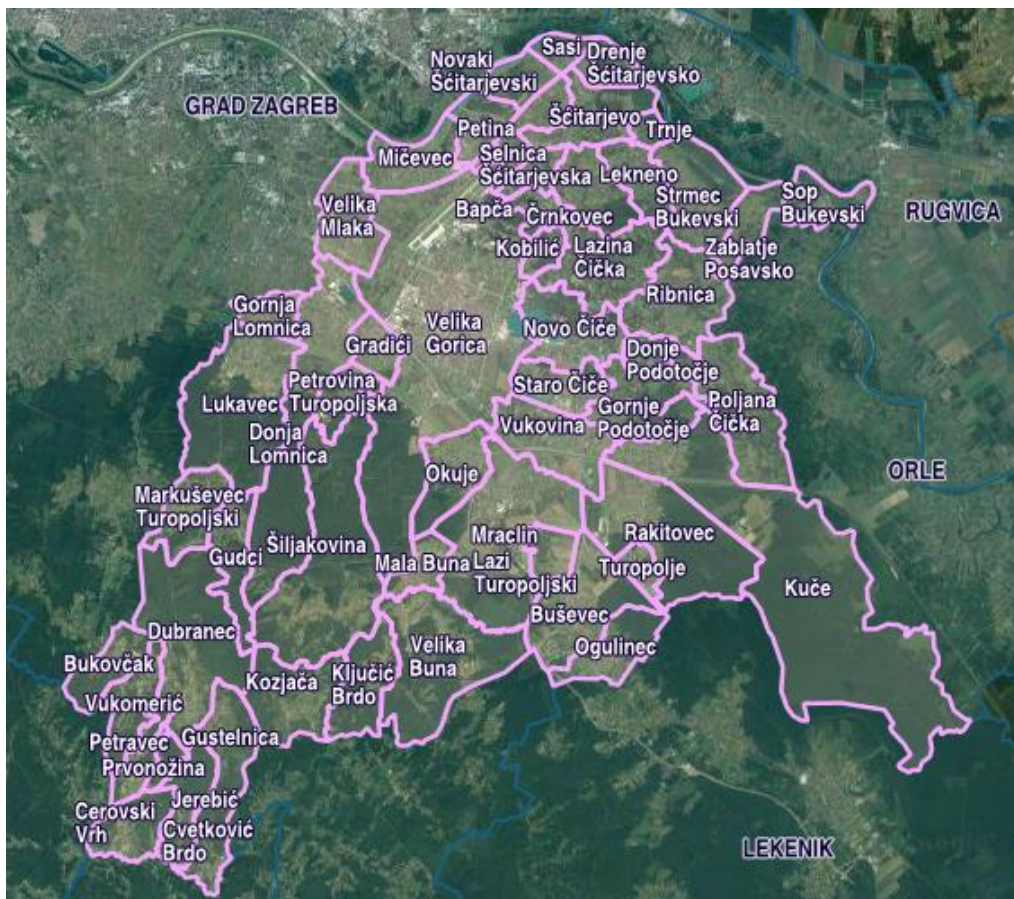 Sasi
Drenje
Šćitarjevsko
Novaki
Šćitarjevski
GRAD ZAGREB
Šćitarjevo
Petina
Trnje
Mičevec
Selnica
Šćitarjevska
Lekneno
Strmec
Bukevski
Sop
Bukevski
RUGVICA
Velika
Mlaka
Bapča
Črnkovec
Kobilić
Lazina
Čička
Zablatje
Posavsko
Ribnica
Gornja
Lomnica
Velika
Gorica
Novo Čiče
Gradići
Donje
Podotočje
Petrovina
Turopoljska
Staro Čiče
Lukavec
Gornje
Podotočje
Poljana
Čička
Vukovina
Donja
Lomnica
Okuje
ORLE
Markuševec
Turopoljski
Mraclin
Rakitovec
Šiljakovina
Gudci
Mala Buna
Lazi
Turopoljski
Turopolje
Kuče
Buševec
Dubranec
Velika
Buna
Ogulinec
Bukovčak
Kozjača
Ključić
Brdo
Vukomerić
Petravec
Gustelnica
Prvonožina
Jerebić
Cerovski
Vrh
Cvetković
Brdo
LEKENIK